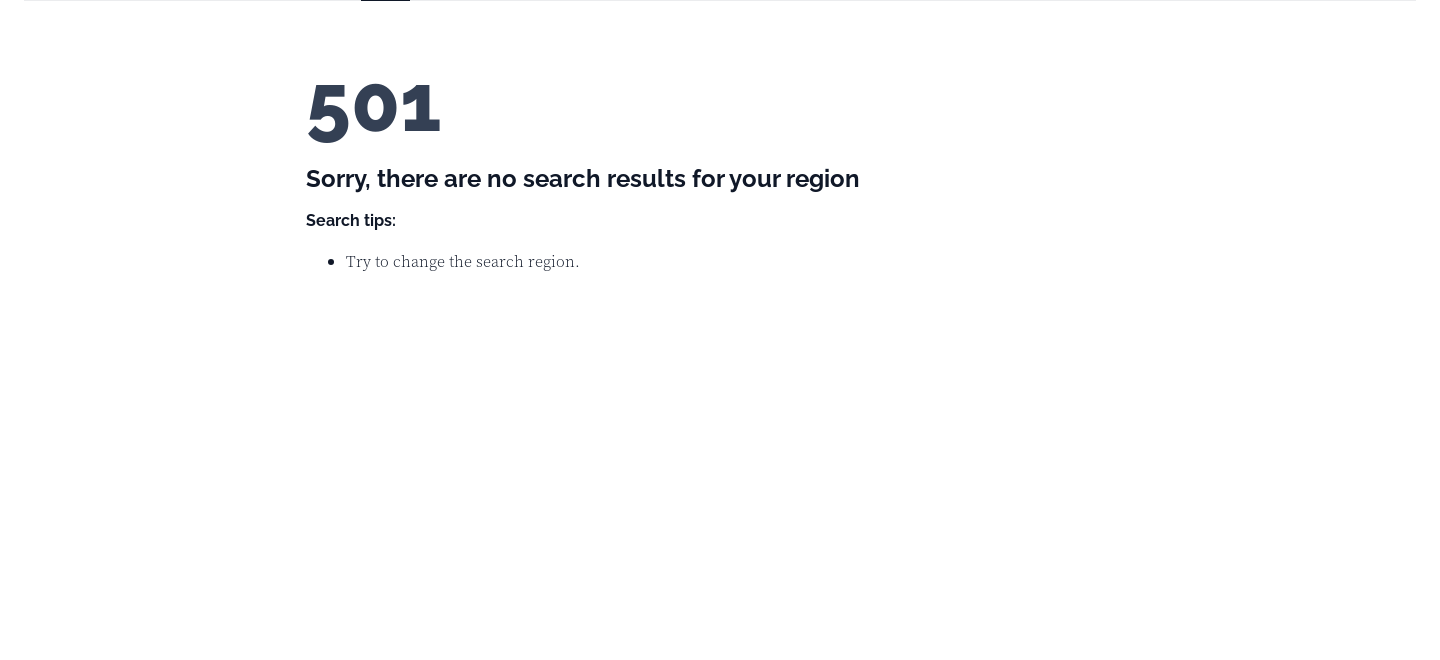 501
Sorry, there are no search results for your region
Search tips:
Try to change the search region.